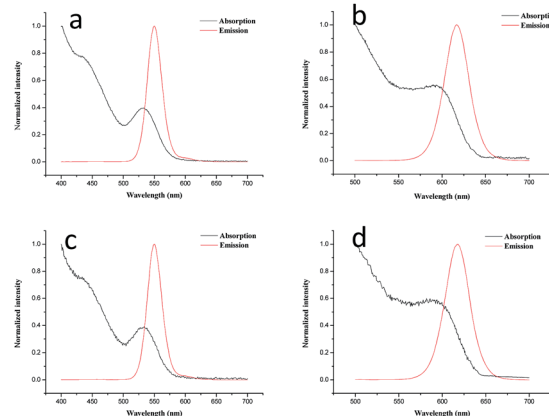 a
Absorption
Emission
Normalized intensity
1.0
0.8
0.6
0.4
0.2
0.0
400
450
500
550
600
650
700
Wavelength (nm)
b
Absorption
Emission
Normalized intensity
1.0
0.8
0.6
0.4
0.2
0.0
500
550
600
650
700
Wavelength (nm)
c
Absorption
Emission
Normalized intensity
1.0
0.8
0.6
0.4
0.2
0.0
400
450
500
550
600
650
700
Wavelength (nm)
d
Absorption
Emission
Normalized intensity
1.0
0.8
0.6
0.4
0.2
0.0
500
550
600
650
700
Wavelength (nm)